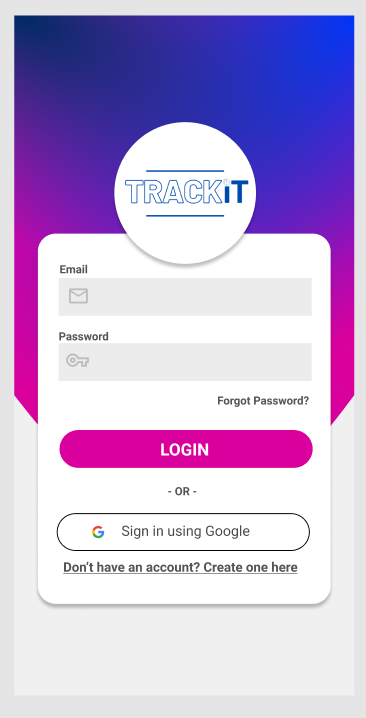 TRACKiT
Email
Password
Forgot Password?
LOGIN
- OR -
Sign in using Google
Don't have an account? Create one here